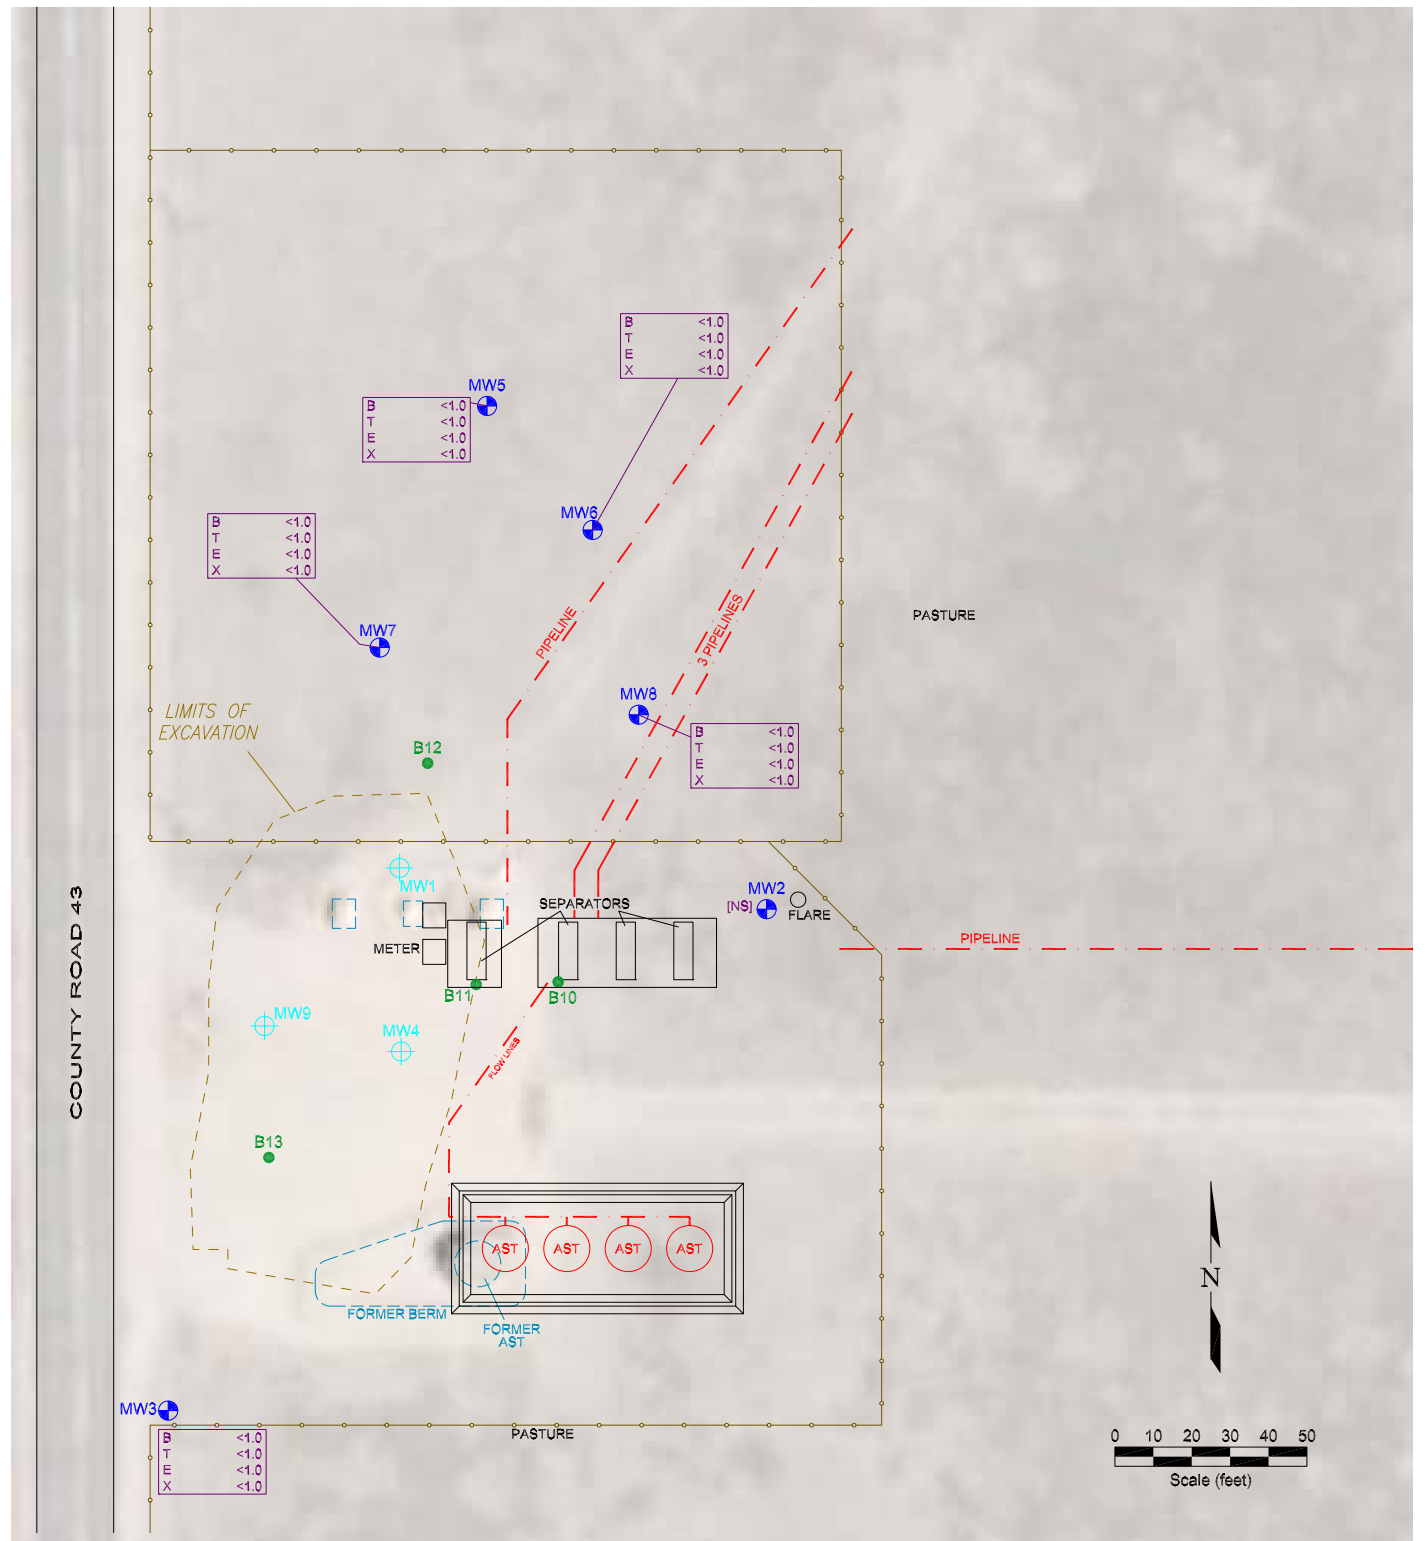 B <1.0
T <1.0
E <1.0
X <1.0
MW5
B <1.0
T <1.0
E <1.0
X <1.0
MW6
B <1.0
T <1.0
E <1.0
X <1.0
MW7
PIPELINE
3 PIPELINES
PASTURE
MW8
B <1.0
T <1.0
E <1.0
X <1.0
LIMITS OF
EXCAVATION
B12
MW1
SEPARATORS
MW2
[NS]
FLARE
METER
PIPELINE
B11
B10
COUNTY ROAD 43
MW9
MW4
FLOW LINES
B13
AST
AST
AST
AST
FORMER BERM
FORMER
AST
N
MW3
PASTURE
B <1.0
T <1.0
E <1.0
X <1.0
0 10 20 30 40 50
Scale (feet)